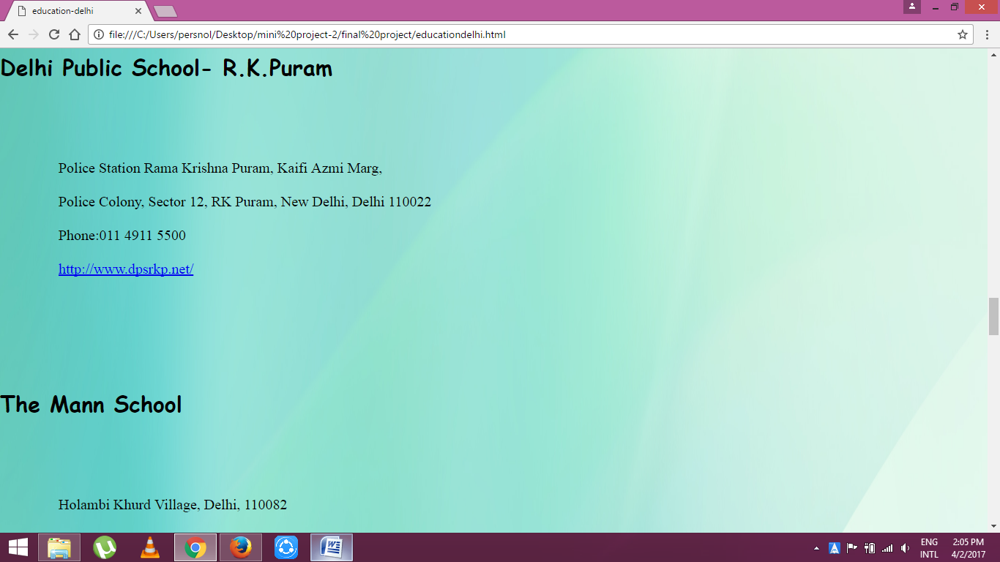 education-delhi
file:///C:/Users/persnol/Desktop/mini%20project-2/final%20project/educationdelhi.html
Delhi Public School- R.K.Puram
Police Station Rama Krishna Puram, Kaifi Azmi Marg,
Police Colony, Sector 12, RK Puram, New Delhi, Delhi 110022
Phone:011 4911 5500
http://www.dpsrkp.net/
The Mann School
Holambi Khurd Village, Delhi, 110082
ENG 2:05 PM
INTL 4/2/2017